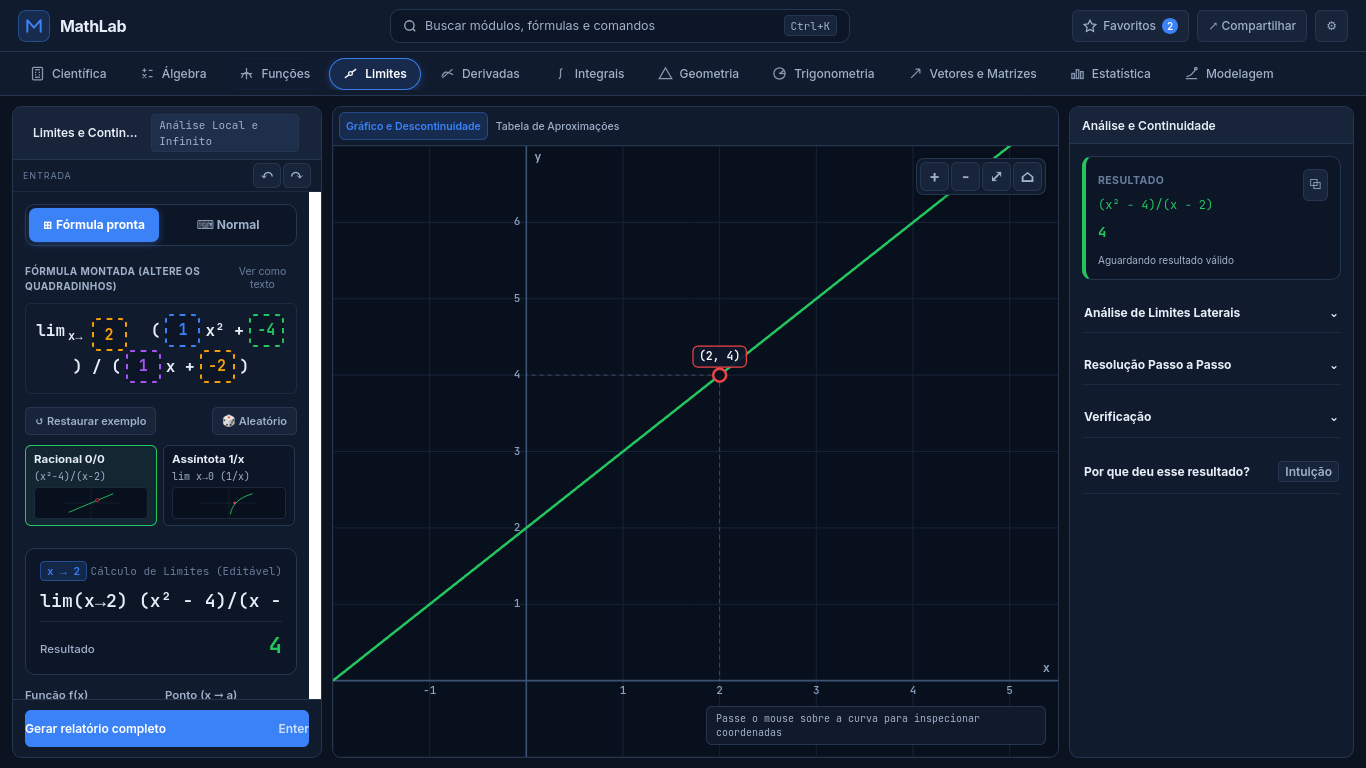 MathLab
Buscar módulos, fórmulas e comandos
Ctrl+K
Favoritos 2
Compartilhar
Científica
Álgebra
Funções
Limites
Derivadas
Integrais
Geometria
Trigonometria
Vetores e Matrizes
Estatística
Modelagem
Limites e Contin...
Análise Local e
Infinito
ENTRADA
Fórmula pronta
Normal
FÓRMULA MONTADA (ALTERE OS
QUADRADINHOS)
Ver como
texto
lim x→ 2 ( 1 x² + -4
) / ( 1 x + -2 )
↺ Restaurar exemplo
Aleatório
Racional 0/0
(x²-4)/(x-2)
Assíntota 1/x
lim x→0 (1/x)
x → 2
Cálculo de Limites (Editável)
lim(x→2) (x² - 4)/(x -
Resultado
4
Função f(x)
Ponto (x → a)
Gerar relatório completo
Enter
Gráfico e Descontinuidade
Tabela de Aproximações
y
+
-
6
5
4
3
2
1
(2, 4)
x
-1
1
2
3
4
5
Passe o mouse sobre a curva para inspecionar
coordenadas
Análise e Continuidade
RESULTADO
(x² - 4)/(x - 2)
4
Aguardando resultado válido
Análise de Limites Laterais
Resolução Passo a Passo
Verificação
Por que deu esse resultado?
Intuição